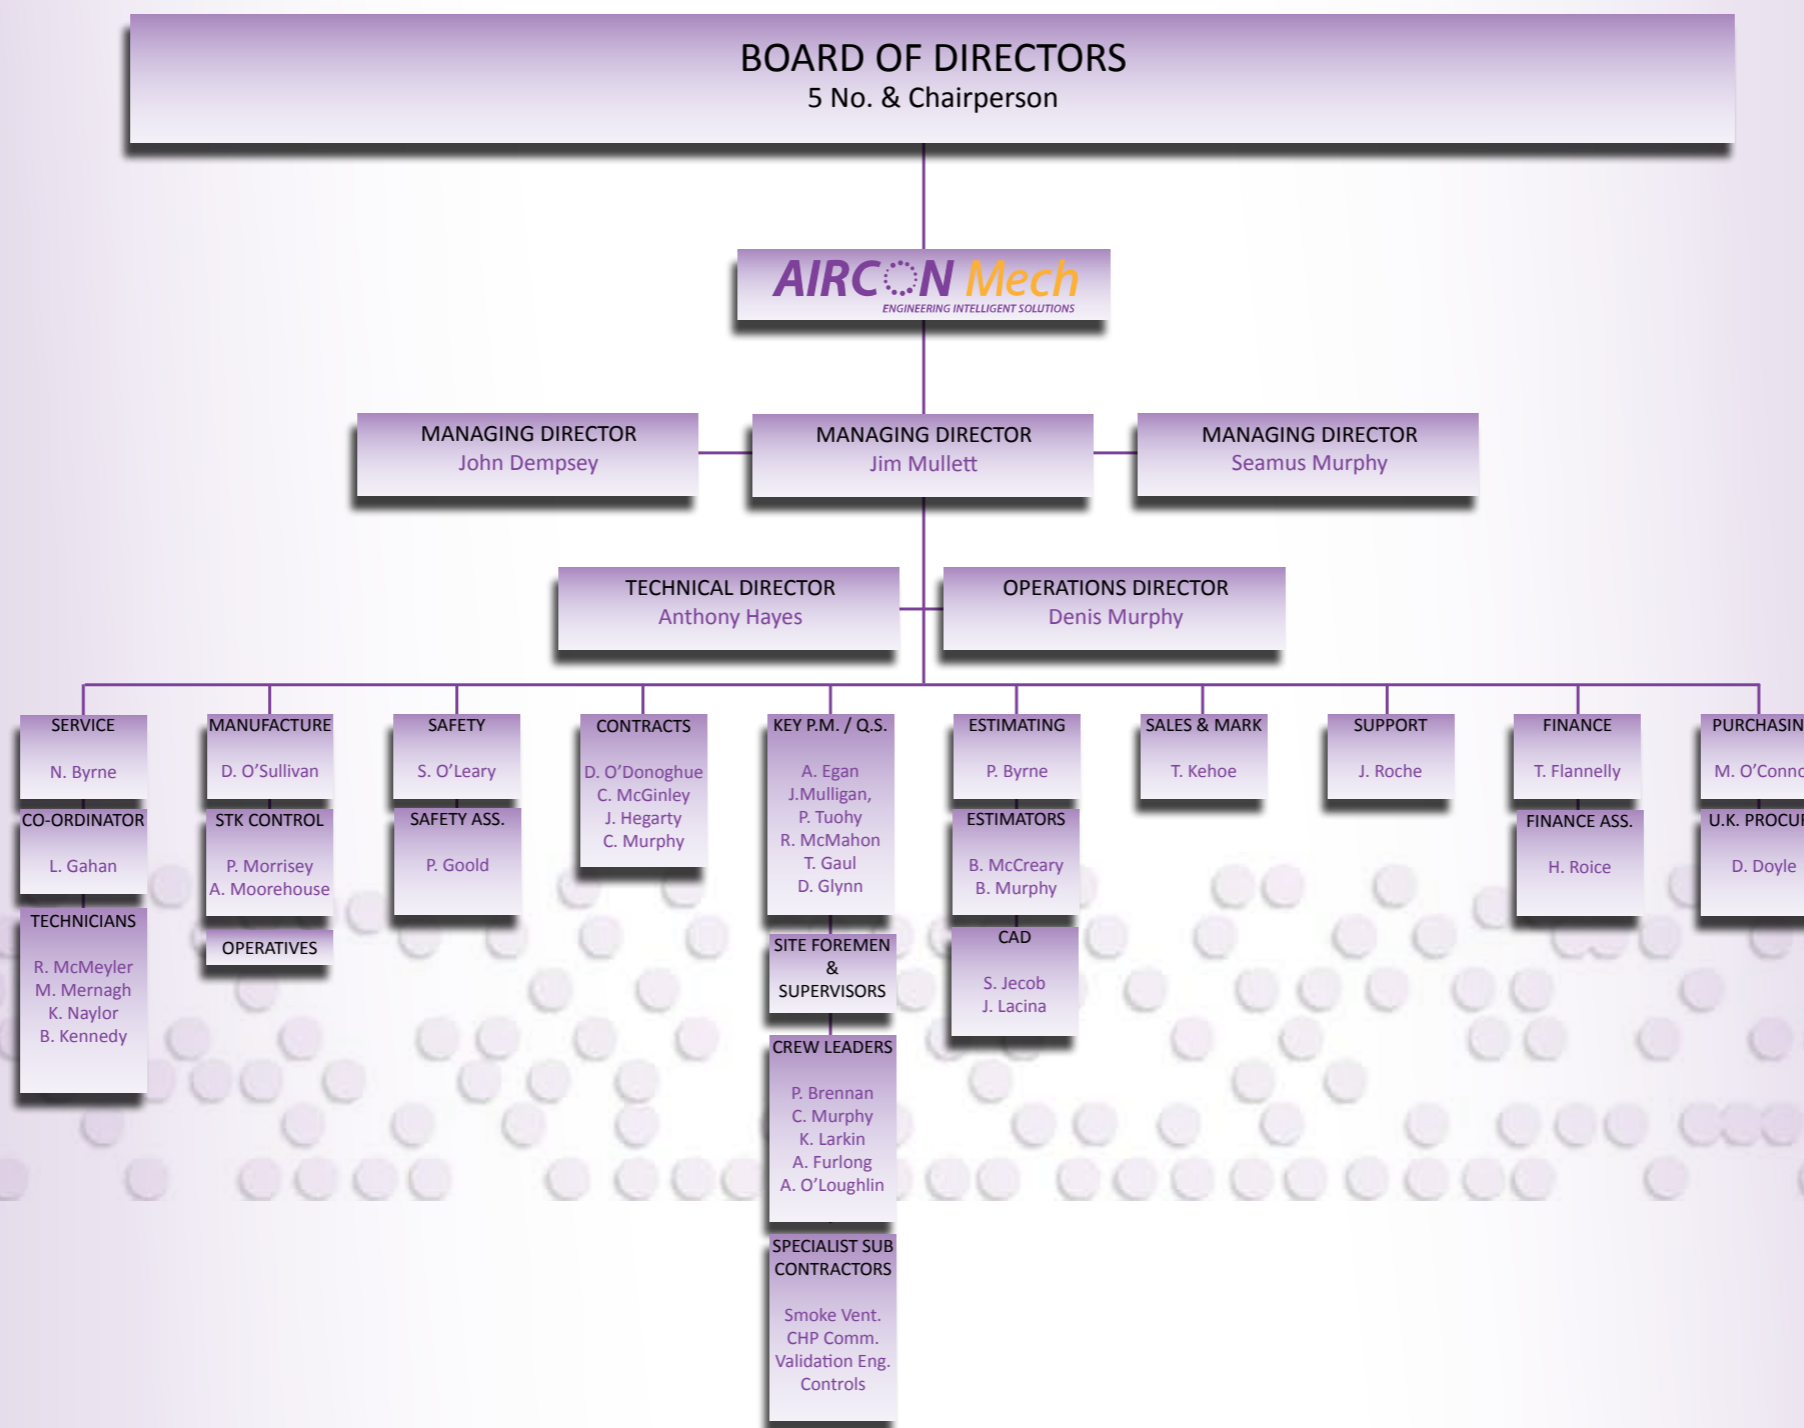 BOARD OF DIRECTORS
5 No. & Chairperson
AIRCON Mech
ENGINEERING INTELLIGENT SOLUTIONS
MANAGING DIRECTOR
John Dempsey
MANAGING DIRECTOR
Jim Mullett
MANAGING DIRECTOR
Seamus Murphy
TECHNICAL DIRECTOR
Anthony Hayes
OPERATIONS DIRECTOR
Denis Murphy
SERVICE
N. Byrne
CO-ORDINATOR
L. Gahan
TECHNICIANS
R. McMeyler
M. Mernagh
K. Naylor
B. Kennedy
MANUFACTURE
D. O'Sullivan
STK CONTROL
P. Morrisey
A. Moorehouse
OPERATIVES
SAFETY
S. O'Leary
SAFETY ASS.
P. Goold
CONTRACTS
D. O'Donoghue
C. McGinley
J. Hegarty
C. Murphy
KEY P.M. / Q.S.
A. Egan
J.Mulligan,
P. Tuohy
R. McMahon
T. Gaul
D. Glynn
SITE FOREMEN
&
SUPERVISORS
CREW LEADERS
P. Brennan
C. Murphy
K. Larkin
A. Furlong
A. O'Loughlin
SPECIALIST SUB
CONTRACTORS
Smoke Vent.
CHP Comm.
Validation Eng.
Controls
ESTIMATING
P. Byrne
ESTIMATORS
B. McCreary
B. Murphy
CAD
S. Jecob
J. Lacina
SALES & MARK
T. Kehoe
SUPPORT
J. Roche
FINANCE
T. Flannelly
FINANCE ASS.
H. Roice
PURCHASIN
M. O'Conno
U.K. PROCUR
D. Doyle